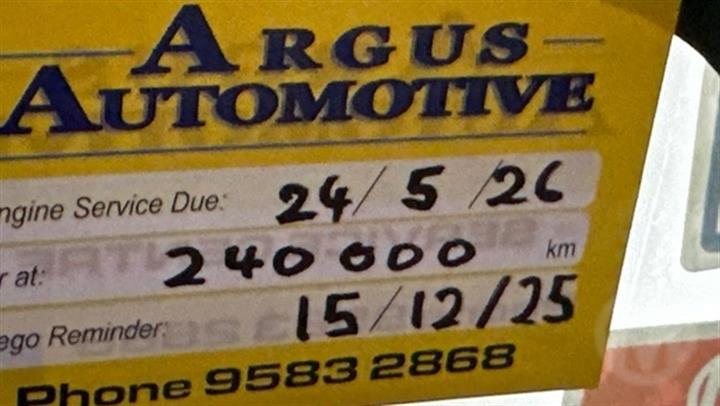 ARGUS
AUTOMOTIVE
ngine Service Due: 24/5/26
r at: 240000 km
ego Reminder: 15/12/25
Phone 9583 2868